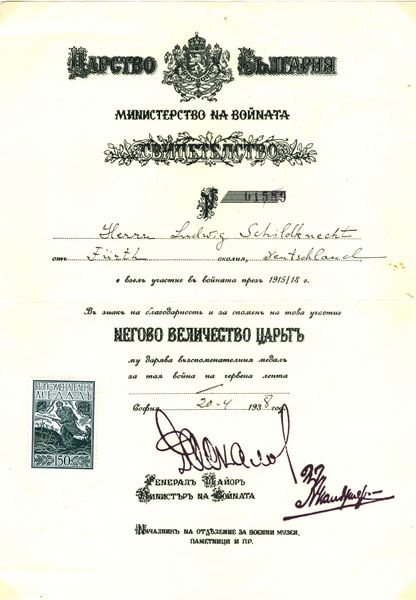 Царство България
Министерство на войната
Свидетелство
№ 01559
Herrn Ludwig Schildknecht
отъ Fürth околия, Deutschland
е взелъ участие въ войната презъ 1915/18 г.
Въ знакъ на благодарность и за споменъ на това участие
Негово Величество Царьтъ
му дарява възпоменателния медалъ
за тая война на червена лента
София 20-4 1938 год.
ВЪЗПОМЕНАТЕЛЕНЪ
МЕДАЛЪ
150
Генералъ Майоръ
Министъръ на Войната
Началникъ на отделение за военни музеи,
паметници и пр.